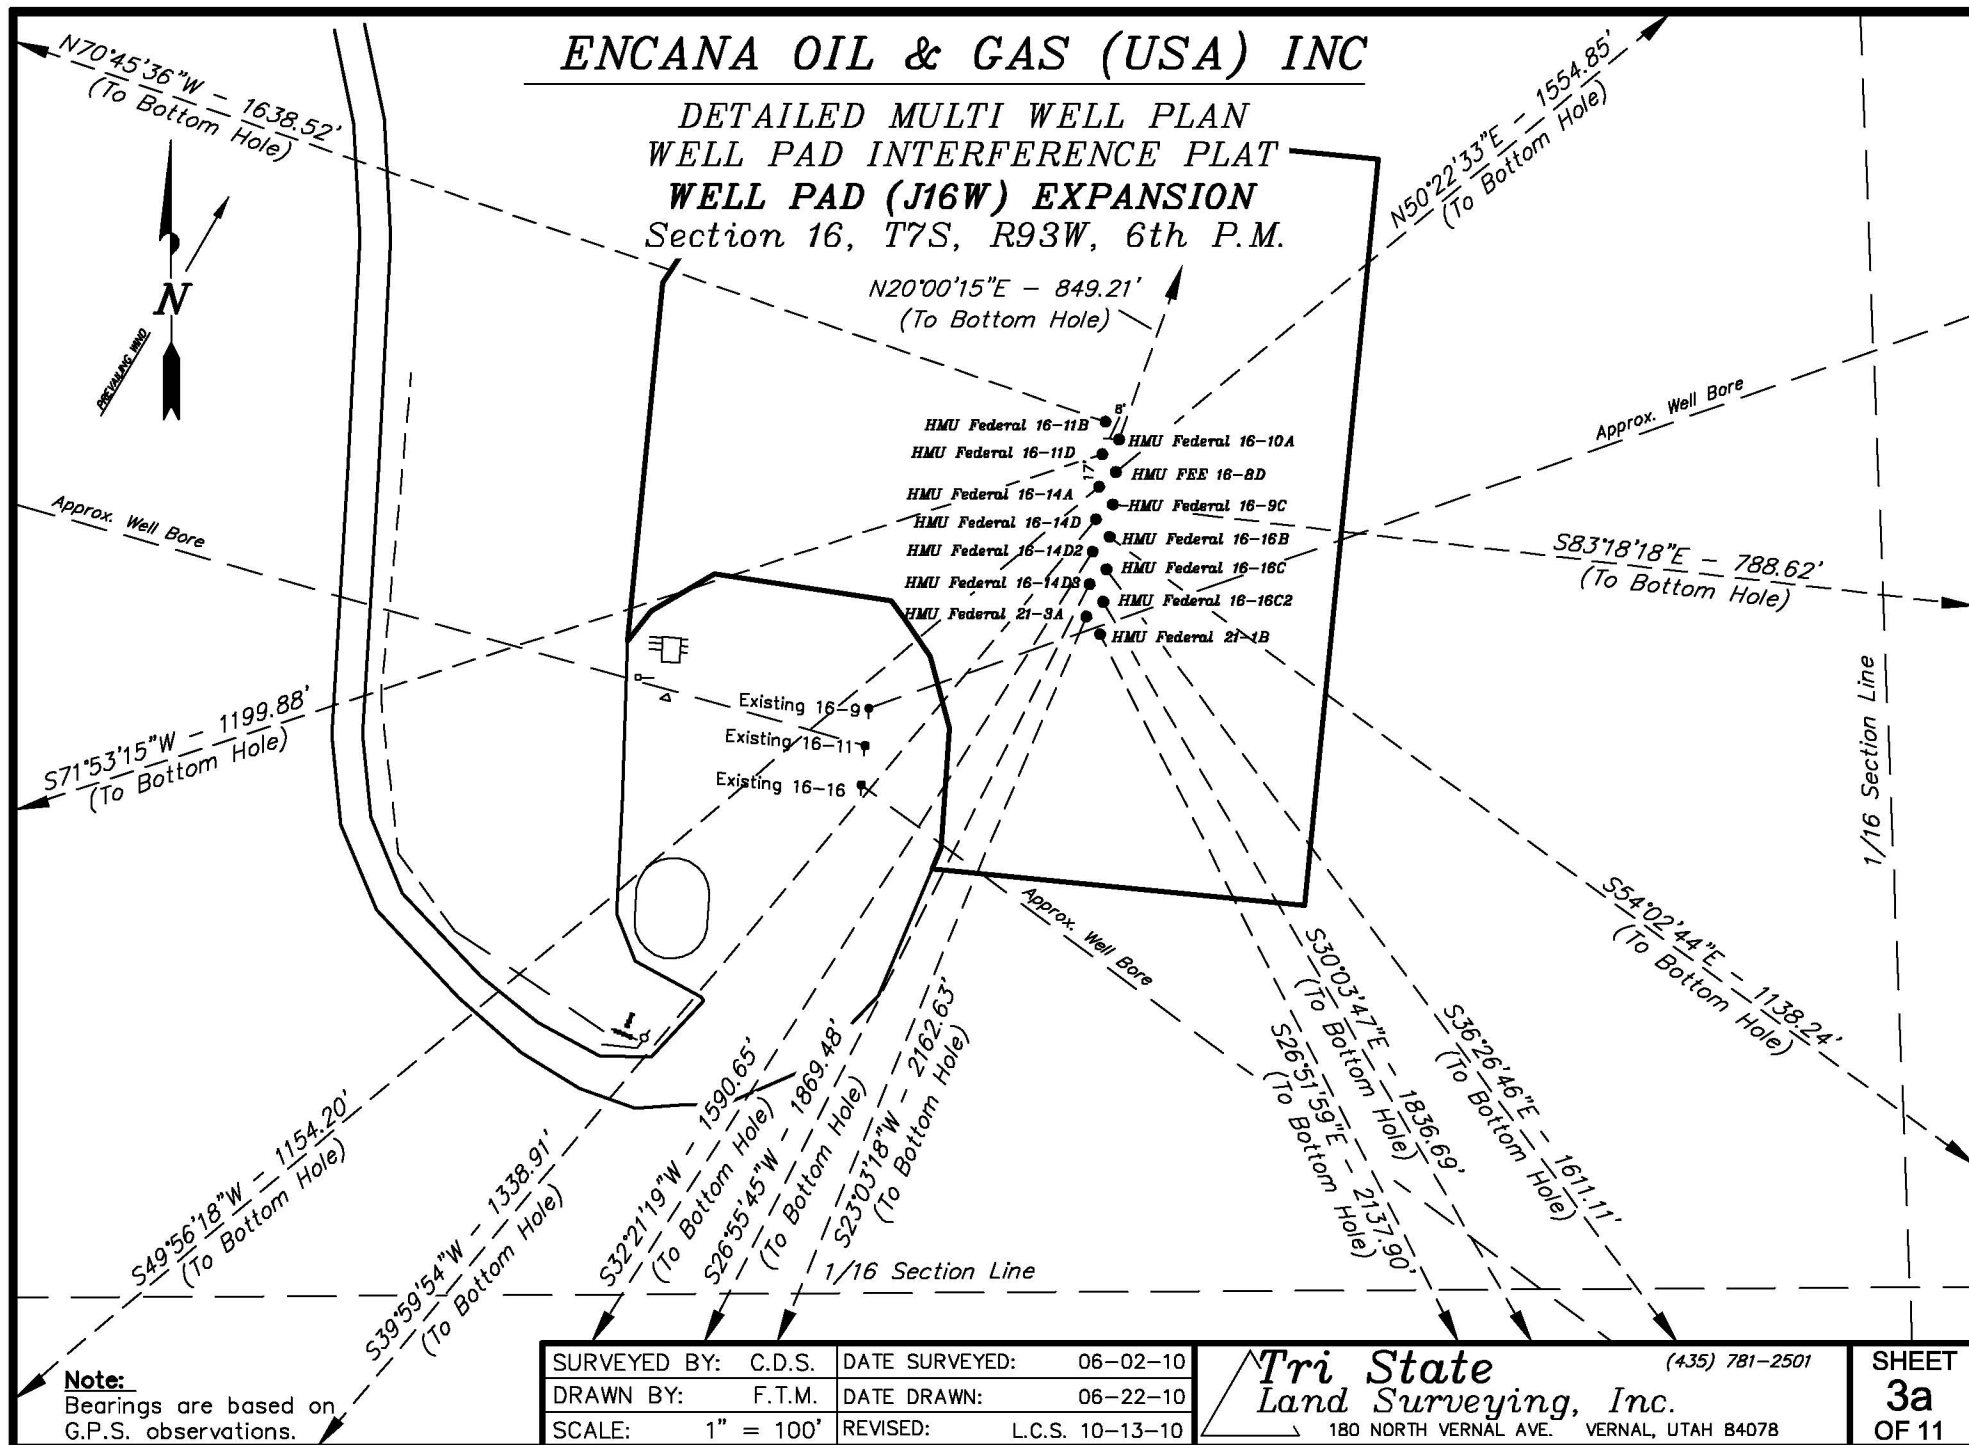 ENCANA OIL & GAS (USA) INC
DETAILED MULTI WELL PLAN
WELL PAD INTERFERENCE PLAT
WELL PAD (J16W) EXPANSION
Section 16, T7S, R93W, 6th P.M.
N70°45'36"W - 1638.52'
(To Bottom Hole)
N50°22'33"E - 1554.85'
(To Bottom Hole)
N20°00'15"E - 849.21'
(To Bottom Hole)
N
PREVAILING WIND
Approx. Well Bore
Approx. Well Bore
8'
17'
HMU Federal 16-11B
HMU Federal 16-10A
HMU Federal 16-11D
HMU FEE 16-8D
HMU Federal 16-14A
HMU Federal 16-9C
HMU Federal 16-14D
HMU Federal 16-16B
HMU Federal 16-14D2
HMU Federal 16-16C
HMU Federal 16-14D3
HMU Federal 16-16C2
HMU Federal 21-3A
HMU Federal 21-1B
S83°18'18"E - 788.62'
(To Bottom Hole)
Existing 16-9
Existing 16-11
Existing 16-16
S71°53'15"W - 1199.88'
(To Bottom Hole)
1/16 Section Line
Approx. Well Bore
S54°02'44"E - 1138.24'
(To Bottom Hole)
S36°26'46"E - 1611.11'
(To Bottom Hole)
S30°03'47"E - 1836.69'
(To Bottom Hole)
S26°51'59"E - 2137.90'
(To Bottom Hole)
S23°03'18"W - 2162.63'
(To Bottom Hole)
S26°55'45"W - 1869.48'
(To Bottom Hole)
S32°21'19"W - 1590.65'
(To Bottom Hole)
S39°59'54"W - 1338.91'
(To Bottom Hole)
S49°56'18"W - 1154.20'
(To Bottom Hole)
1/16 Section Line
Note:
Bearings are based on
G.P.S. observations.
SURVEYED BY: C.D.S. DATE SURVEYED: 06-02-10
DRAWN BY: F.T.M. DATE DRAWN: 06-22-10
SCALE: 1" = 100' REVISED: L.C.S. 10-13-10
Tri State (435) 781-2501
Land Surveying, Inc.
180 NORTH VERNAL AVE. VERNAL, UTAH 84078
SHEET
3a
OF 11